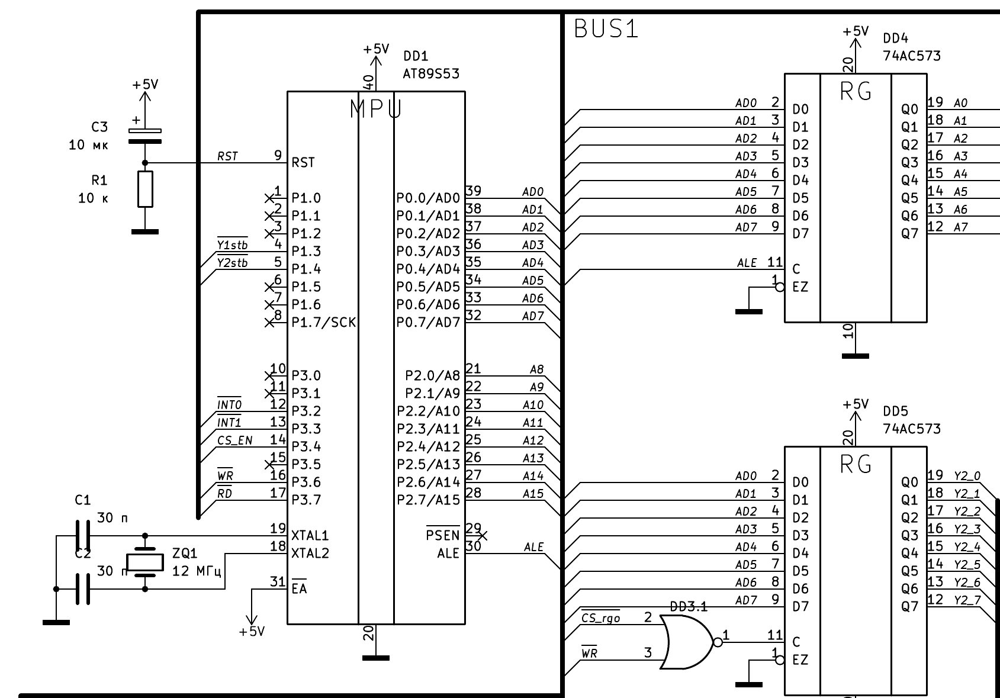 BUS1
+5V
DD1
AT89S53
40
MPU
+5V
+
C3
10 мк
R1
10 к
RST 9 RST
1 P1.0
2 P1.1
3 P1.2
Y1stb 4 P1.3
Y2stb 5 P1.4
6 P1.5
7 P1.6
8 P1.7/SCK
10 P3.0
11 P3.1
INT0 12 P3.2
INT1 13 P3.3
CS_EN 14 P3.4
15 P3.5
WR 16 P3.6
RD 17 P3.7
19 XTAL1
18 XTAL2
31 EA
+5V
20
C1
30 п
C2
30 п
ZQ1
12 МГц
P0.0/AD0 39 AD0
P0.1/AD1 38 AD1
P0.2/AD2 37 AD2
P0.3/AD3 36 AD3
P0.4/AD4 35 AD4
P0.5/AD5 34 AD5
P0.6/AD6 33 AD6
P0.7/AD7 32 AD7
P2.0/A8 21 A8
P2.1/A9 22 A9
P2.2/A10 23 A10
P2.3/A11 24 A11
P2.4/A12 25 A12
P2.5/A13 26 A13
P2.6/A14 27 A14
P2.7/A15 28 A15
PSEN 29
ALE 30 ALE
+5V
DD4
74AC573
20
RG
AD0 2 D0 Q0 19 A0
AD1 3 D1 Q1 18 A1
AD2 4 D2 Q2 17 A2
AD3 5 D3 Q3 16 A3
AD4 6 D4 Q4 15 A4
AD5 7 D5 Q5 14 A5
AD6 8 D6 Q6 13 A6
AD7 9 D7 Q7 12 A7
ALE 11 C
1 EZ
10
+5V
DD5
74AC573
20
RG
AD0 2 D0 Q0 19 Y2_0
AD1 3 D1 Q1 18 Y2_1
AD2 4 D2 Q2 17 Y2_2
AD3 5 D3 Q3 16 Y2_3
AD4 6 D4 Q4 15 Y2_4
AD5 7 D5 Q5 14 Y2_5
AD6 8 D6 Q6 13 Y2_6
AD7 9 D7 Q7 12 Y2_7
DD3.1
CS_rgo 2
1 11 C
WR 3
1 EZ